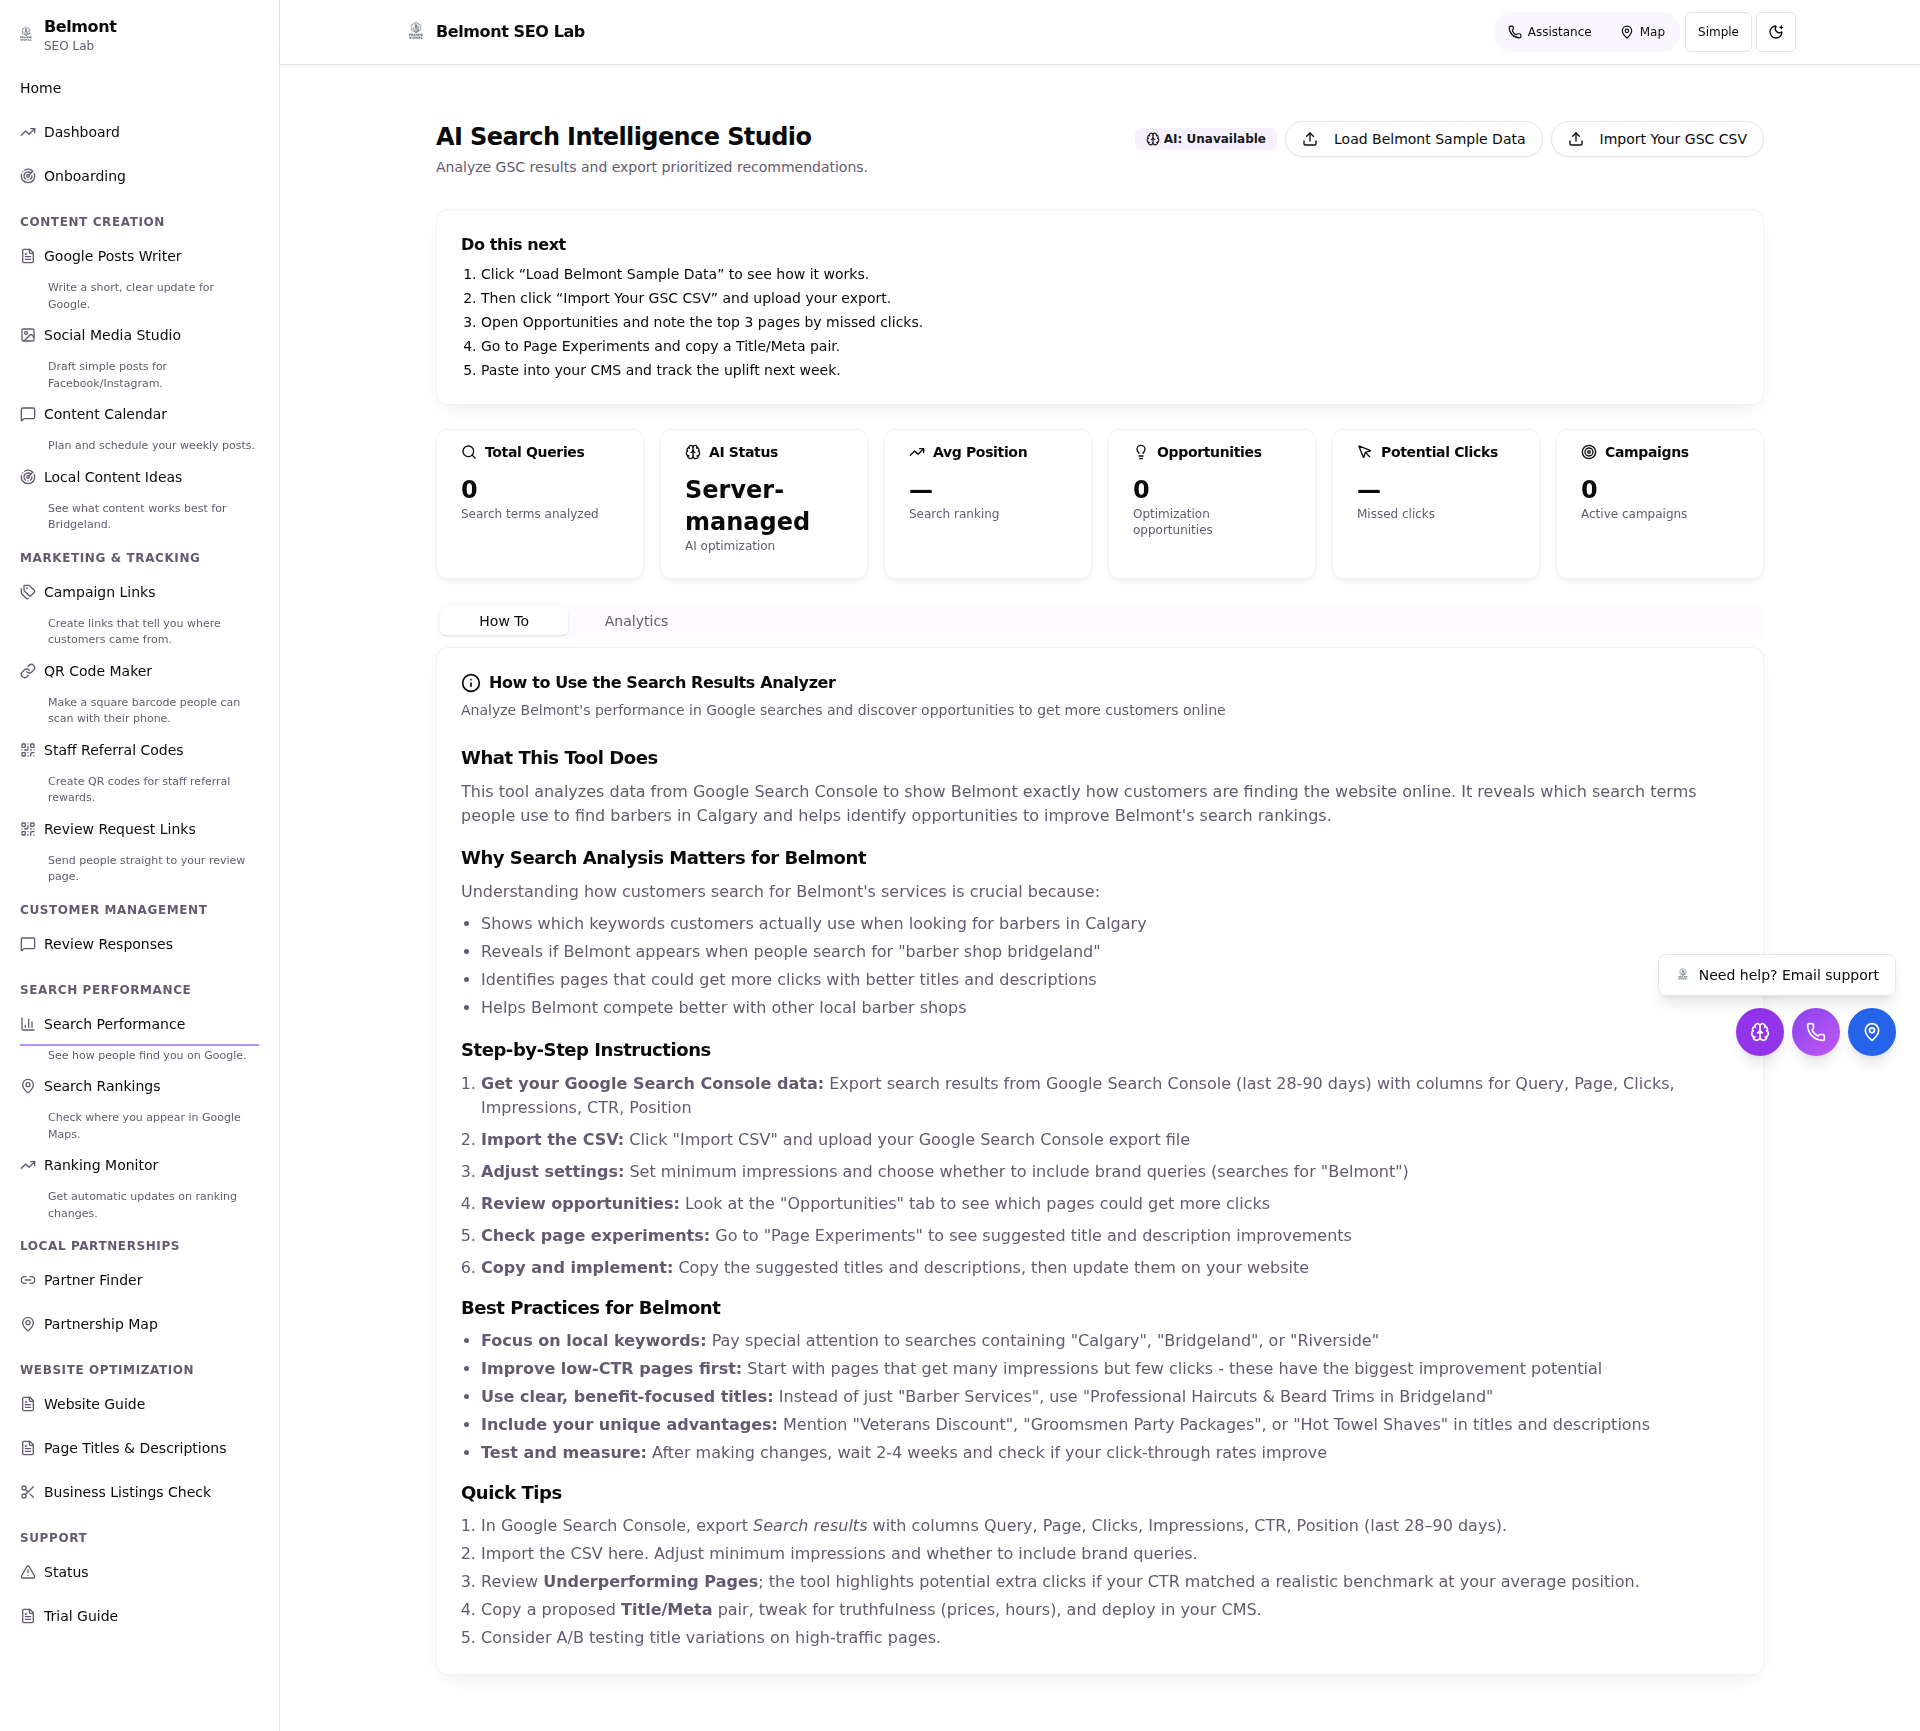 Belmont
SEO Lab
Home
Dashboard
Onboarding
CONTENT CREATION
Google Posts Writer
Write a short, clear update for
Google.
Social Media Studio
Draft simple posts for
Facebook/Instagram.
Content Calendar
Plan and schedule your weekly posts.
Local Content Ideas
See what content works best for
Bridgeland.
MARKETING & TRACKING
Campaign Links
Create links that tell you where
customers came from.
QR Code Maker
Make a square barcode people can
scan with their phone.
Staff Referral Codes
Create QR codes for staff referral
rewards.
Review Request Links
Send people straight to your review
page.
CUSTOMER MANAGEMENT
Review Responses
SEARCH PERFORMANCE
Search Performance
See how people find you on Google.
Search Rankings
Check where you appear in Google
Maps.
Ranking Monitor
Get automatic updates on ranking
changes.
LOCAL PARTNERSHIPS
Partner Finder
Partnership Map
WEBSITE OPTIMIZATION
Website Guide
Page Titles & Descriptions
Business Listings Check
SUPPORT
Status
Trial Guide
Belmont SEO Lab
Assistance
Map
Simple
AI Search Intelligence Studio
Analyze GSC results and export prioritized recommendations.
AI: Unavailable
Load Belmont Sample Data
Import Your GSC CSV
Do this next
1. Click “Load Belmont Sample Data” to see how it works.
2. Then click “Import Your GSC CSV” and upload your export.
3. Open Opportunities and note the top 3 pages by missed clicks.
4. Go to Page Experiments and copy a Title/Meta pair.
5. Paste into your CMS and track the uplift next week.
Total Queries
0
Search terms analyzed
AI Status
Server-
managed
AI optimization
Avg Position
—
Search ranking
Opportunities
0
Optimization
opportunities
Potential Clicks
—
Missed clicks
Campaigns
0
Active campaigns
How To
Analytics
How to Use the Search Results Analyzer
Analyze Belmont's performance in Google searches and discover opportunities to get more customers online
What This Tool Does
This tool analyzes data from Google Search Console to show Belmont exactly how customers are finding the website online. It reveals which search terms
people use to find barbers in Calgary and helps identify opportunities to improve Belmont's search rankings.
Why Search Analysis Matters for Belmont
Understanding how customers search for Belmont's services is crucial because:
• Shows which keywords customers actually use when looking for barbers in Calgary
• Reveals if Belmont appears when people search for "barber shop bridgeland"
• Identifies pages that could get more clicks with better titles and descriptions
• Helps Belmont compete better with other local barber shops
Step-by-Step Instructions
1. Get your Google Search Console data: Export search results from Google Search Console (last 28-90 days) with columns for Query, Page, Clicks,
Impressions, CTR, Position
2. Import the CSV: Click "Import CSV" and upload your Google Search Console export file
3. Adjust settings: Set minimum impressions and choose whether to include brand queries (searches for "Belmont")
4. Review opportunities: Look at the "Opportunities" tab to see which pages could get more clicks
5. Check page experiments: Go to "Page Experiments" to see suggested title and description improvements
6. Copy and implement: Copy the suggested titles and descriptions, then update them on your website
Best Practices for Belmont
• Focus on local keywords: Pay special attention to searches containing "Calgary", "Bridgeland", or "Riverside"
• Improve low-CTR pages first: Start with pages that get many impressions but few clicks - these have the biggest improvement potential
• Use clear, benefit-focused titles: Instead of just "Barber Services", use "Professional Haircuts & Beard Trims in Bridgeland"
• Include your unique advantages: Mention "Veterans Discount", "Groomsmen Party Packages", or "Hot Towel Shaves" in titles and descriptions
• Test and measure: After making changes, wait 2-4 weeks and check if your click-through rates improve
Quick Tips
1. In Google Search Console, export Search results with columns Query, Page, Clicks, Impressions, CTR, Position (last 28–90 days).
2. Import the CSV here. Adjust minimum impressions and whether to include brand queries.
3. Review Underperforming Pages; the tool highlights potential extra clicks if your CTR matched a realistic benchmark at your average position.
4. Copy a proposed Title/Meta pair, tweak for truthfulness (prices, hours), and deploy in your CMS.
5. Consider A/B testing title variations on high-traffic pages.
Need help? Email support